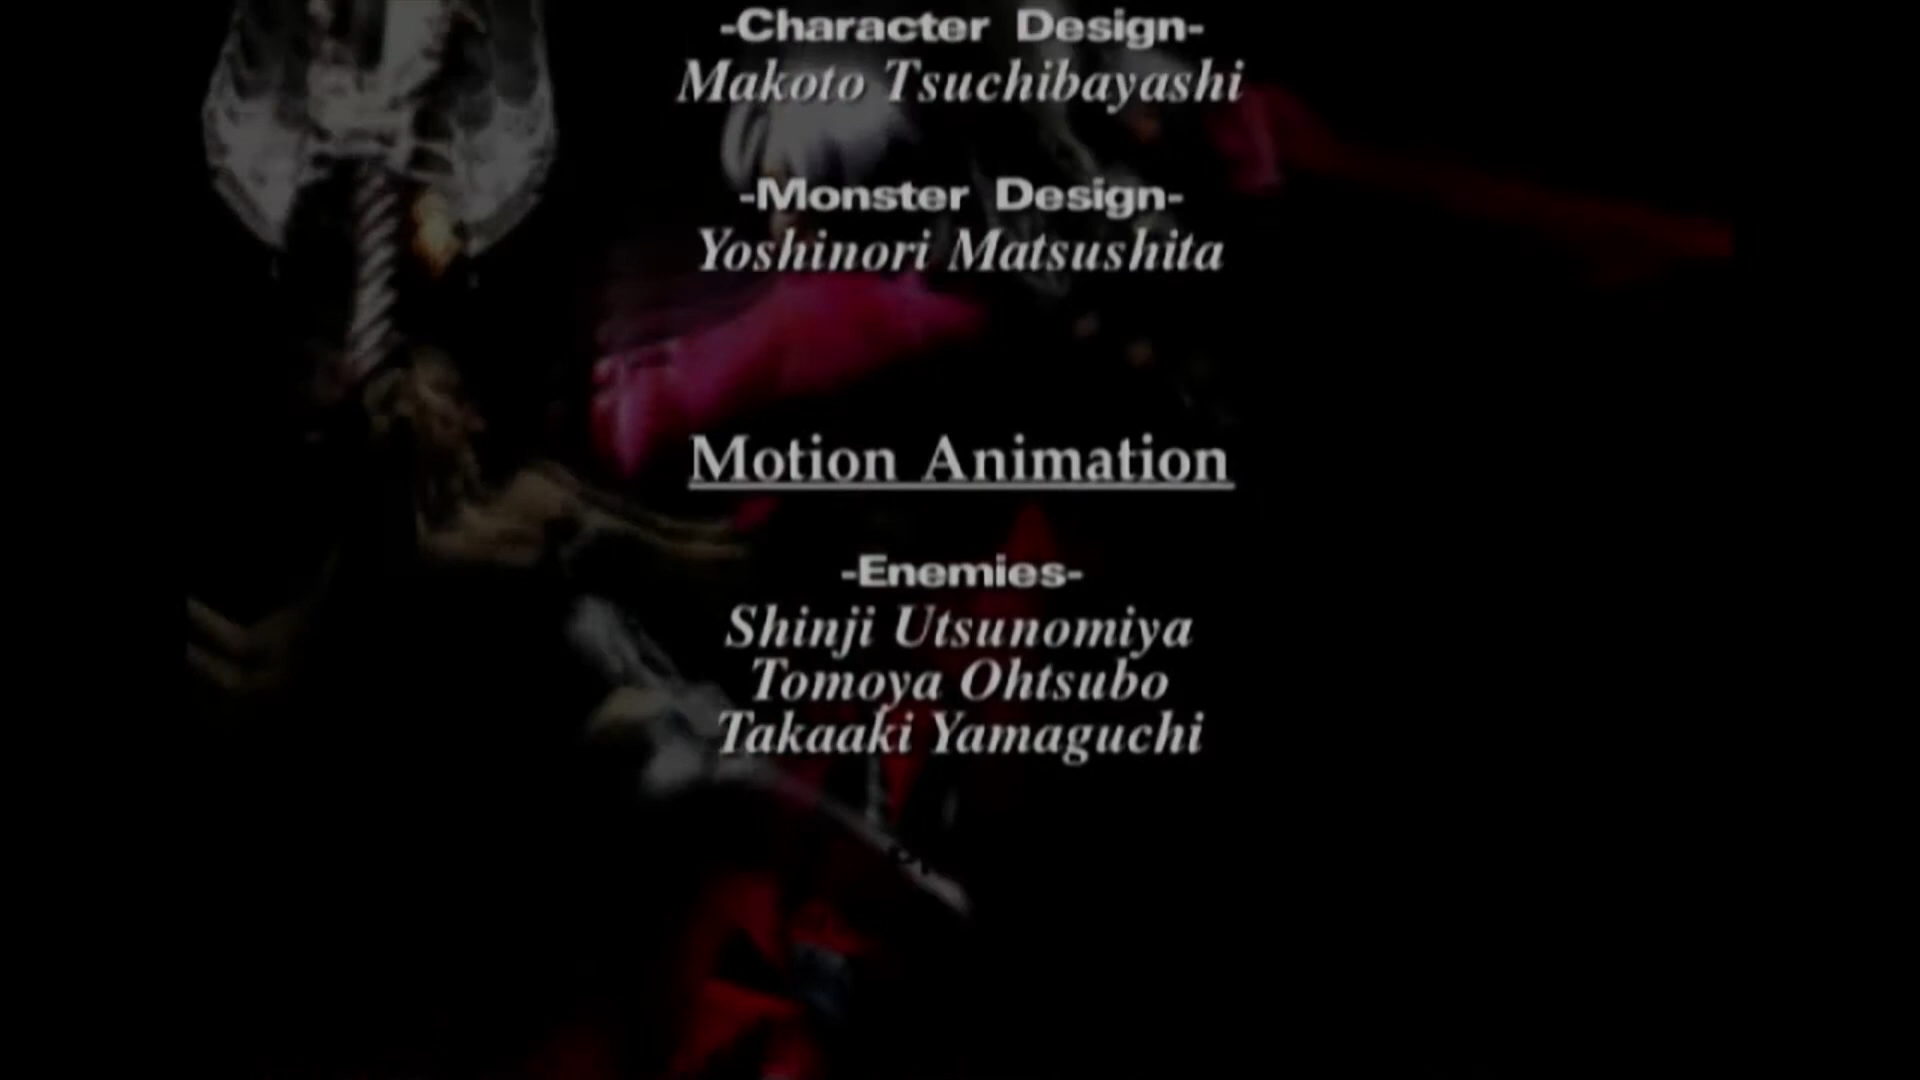 -Character Design-
Makoto Tsuchibayashi
-Monster Design-
Yoshinori Matsushita
Motion Animation
-Enemies-
Shinji Utsunomiya
Tomoya Ohtsubo
Takaaki Yamaguchi